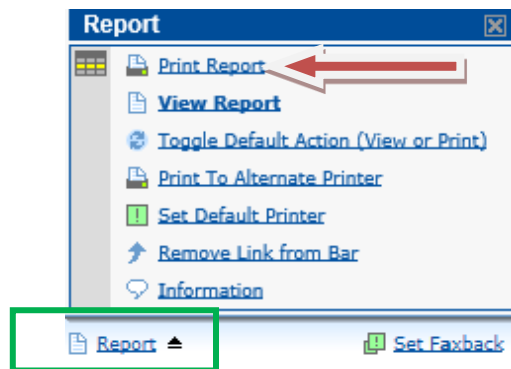 Report
Print Report
View Report
Toggle Default Action (View or Print)
Print To Alternate Printer
Set Default Printer
Remove Link from Bar
Information
Report Set Faxback